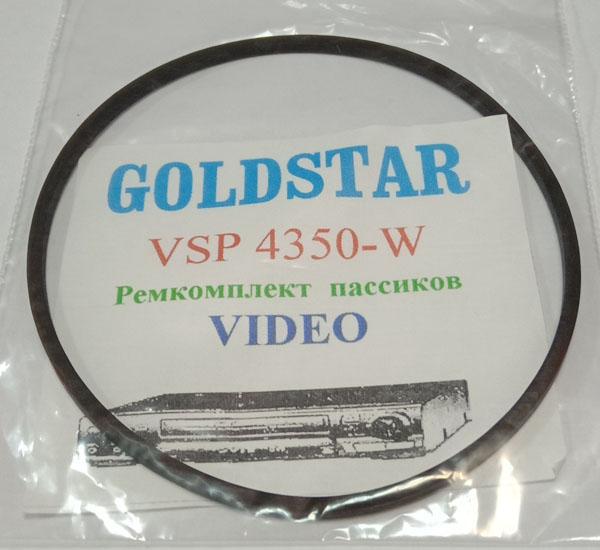 GOLDSTAR
VSP 4350-W
Ремкомплект пассиков
VIDEO